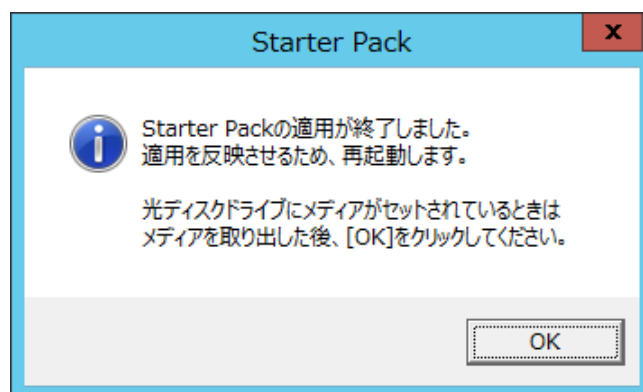 Starter Pack
x
Starter Packの適用が終了しました。
適用を反映させるため、再起動します。
光ディスクドライブにメディアがセットされているときは
メディアを取り出した後、[OK]をクリックしてください。
OK